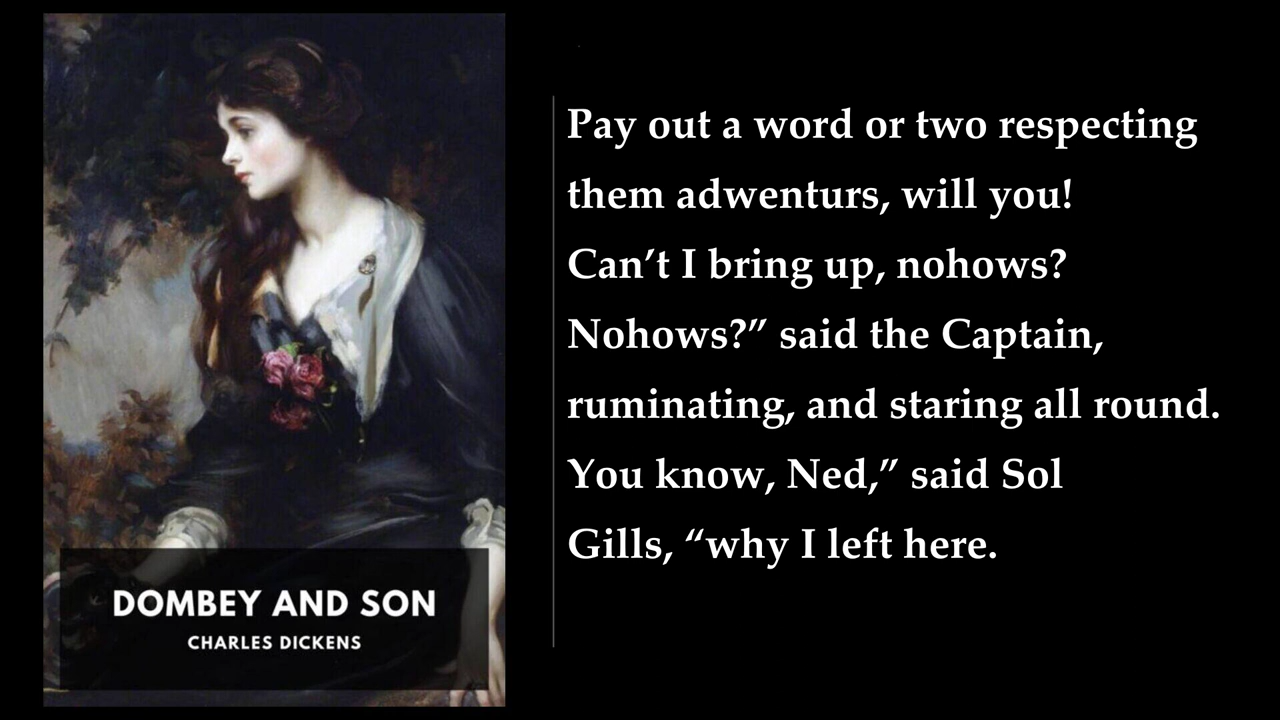 DOMBEY AND SON
CHARLES DICKENS
Pay out a word or two respecting
them adwenturs, will you!
Can’t I bring up, nohows?
Nohows?” said the Captain,
ruminating, and staring all round.
You know, Ned,” said Sol
Gills, “why I left here.